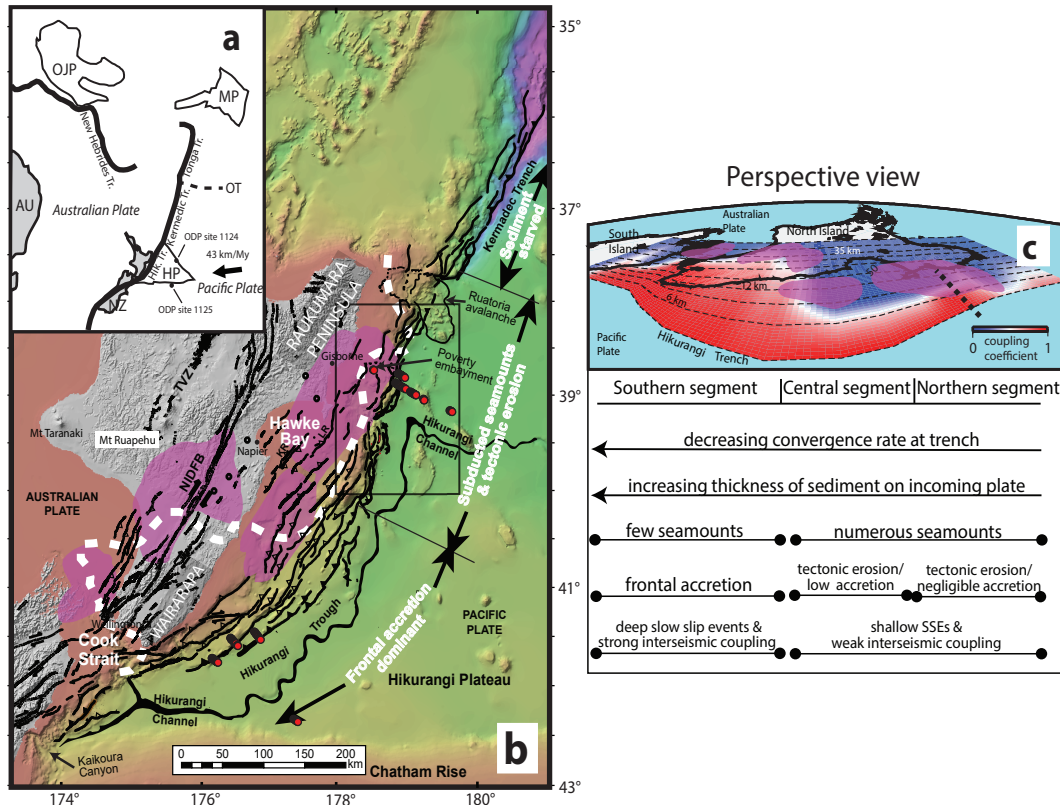 a
OJP
MP
New Hebrides Tr.
Kermedic Tr. Tonga Tr.
OT
AU
Australian Plate
ODP site 1124
43 km/My
Hik. Tr.
HP
Pacific Plate
NZ
ODP site 1125
35°
37°
39°
41°
43°
174°
176°
178°
180°
Kermadec Trench
Sediment
starved
RAUKUMARA
PENINSULA
Ruatoria
avalanche
Gisborne
Poverty
embayment
TVZ
Mt Taranaki
Mt Ruapehu
Hawke
Bay
KR
LR
Napier
NIDFB
Hikurangi
Channel
Subducted seamounts
& tectonic erosion
AUSTRALIAN
PLATE
WAIRARAPA
Wellington
Cook
Strait
PACIFIC
PLATE
Hikurangi
Trough
Frontal accretion
dominant
Hikurangi Plateau
Hikurangi
Channel
Kaikoura
Canyon
0 50 100 150 200
km
Chatham Rise
b
Perspective view
South
Island
Australian
Plate
North Island
c
35 km
12 km
6 km
Hikurangi
Trench
Pacific
Plate
0 1
coupling
coefficient
Southern segment
Central segment
Northern segment
decreasing convergence rate at trench
increasing thickness of sediment on incoming plate
few seamounts
numerous seamounts
frontal accretion
tectonic erosion/
low accretion
tectonic erosion/
negligible accretion
deep slow slip events &
strong interseismic coupling
shallow SSEs &
weak interseismic coupling